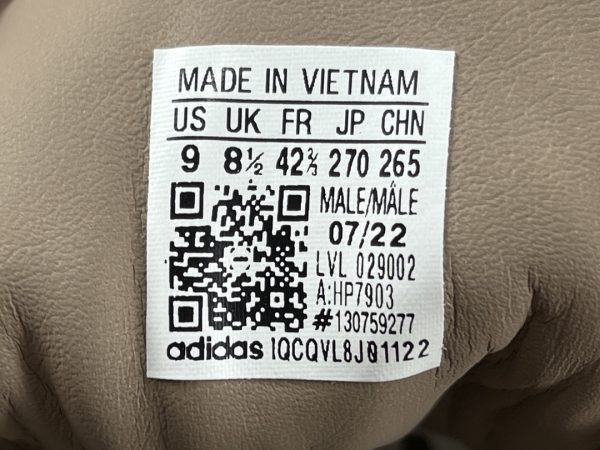 MADE IN VIETNAM
US UK FR JP CHN
9 8½ 42⅔ 270 265
MALE/MÂLE
07/22
LVL 029002
A:HP7903
#130759277
adidas IQCQVL8J01122